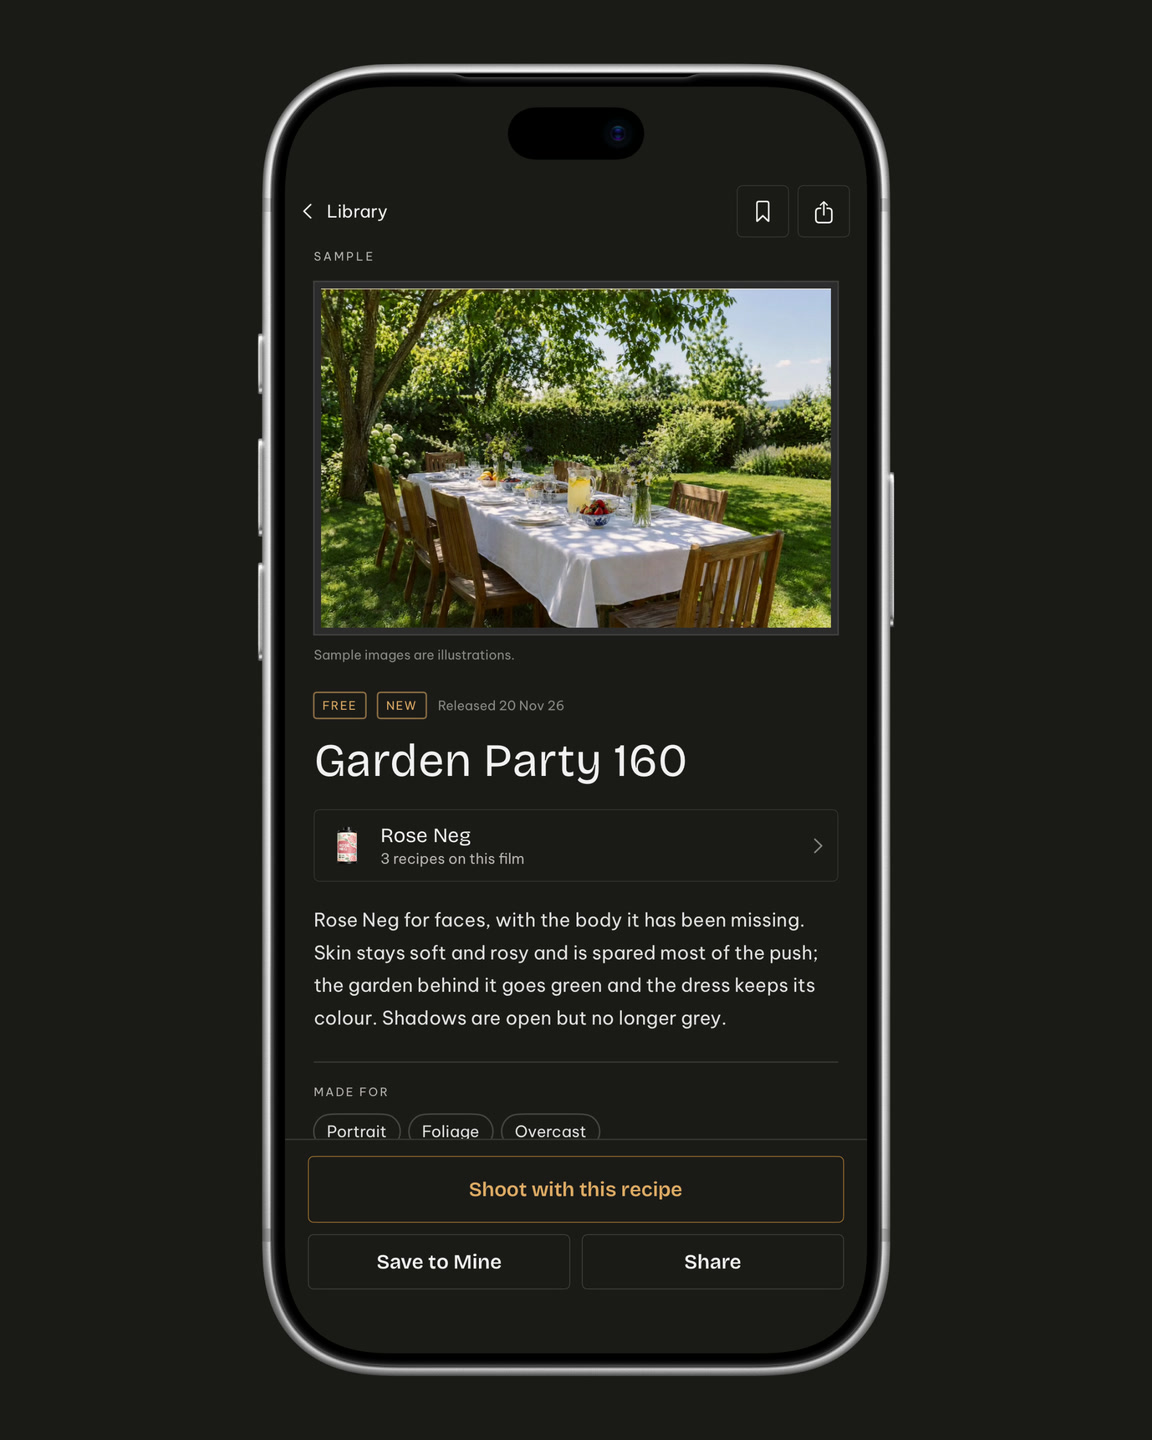 Library
SAMPLE
Sample images are illustrations.
FREE NEW Released 20 Nov 26
Garden Party 160
Rose Neg
3 recipes on this film
Rose Neg for faces, with the body it has been missing.
Skin stays soft and rosy and is spared most of the push;
the garden behind it goes green and the dress keeps its
colour. Shadows are open but no longer grey.
MADE FOR
Portrait Foliage Overcast
Shoot with this recipe
Save to Mine Share